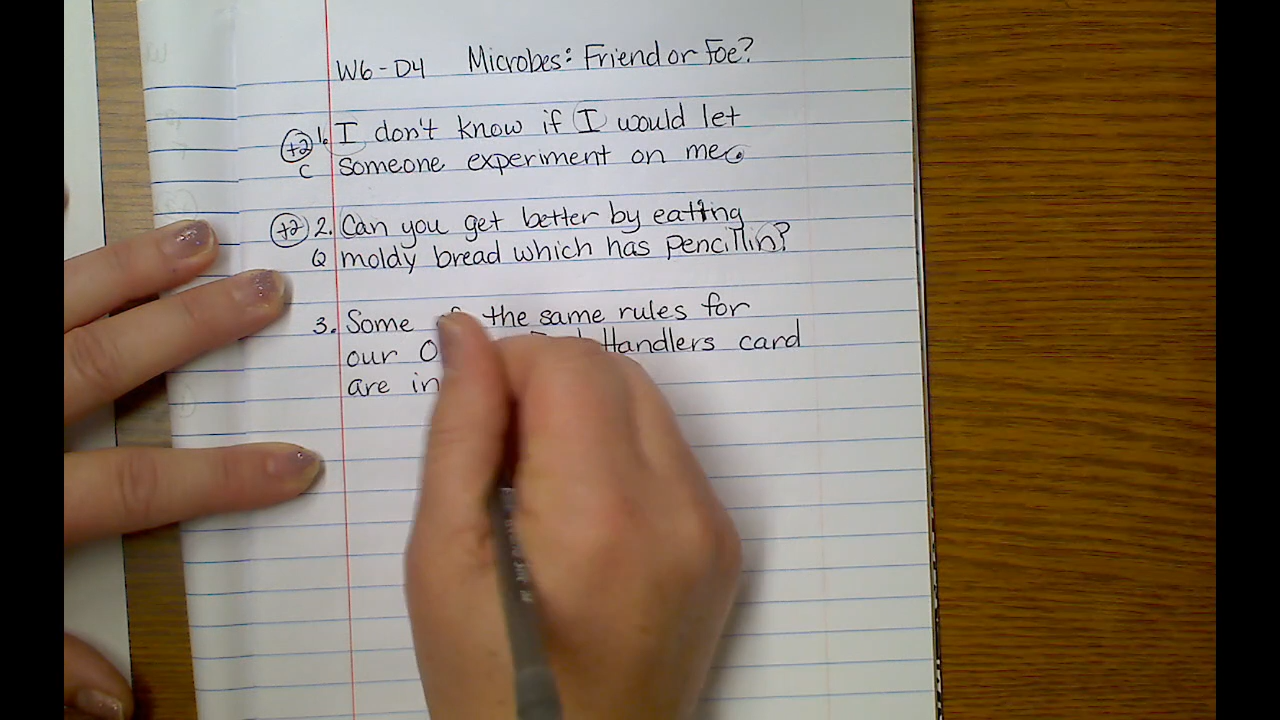 W6-D4 Microbes: Friend or Foe?
+2 1. I don't know if I would let
C someone experiment on me.
+2 2. Can you get better by eatting
Q moldy bread which has pencillin?
3. Some the same rules for
our Handlers card
are in